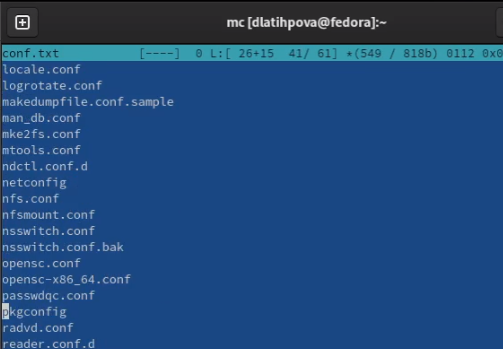 mc [dlatihpova@fedora]:~
conf.txt [----] 0 L:[ 26+15 41/ 61] *(549 / 818b) 0112 0x0
locale.conf
logrotate.conf
makedumpfile.conf.sample
man_db.conf
mke2fs.conf
mtools.conf
ndctl.conf.d
netconfig
nfs.conf
nfsmount.conf
nsswitch.conf
nsswitch.conf.bak
opensc.conf
opensc-x86_64.conf
passwdqc.conf
pkgconfig
radvd.conf
reader.conf.d